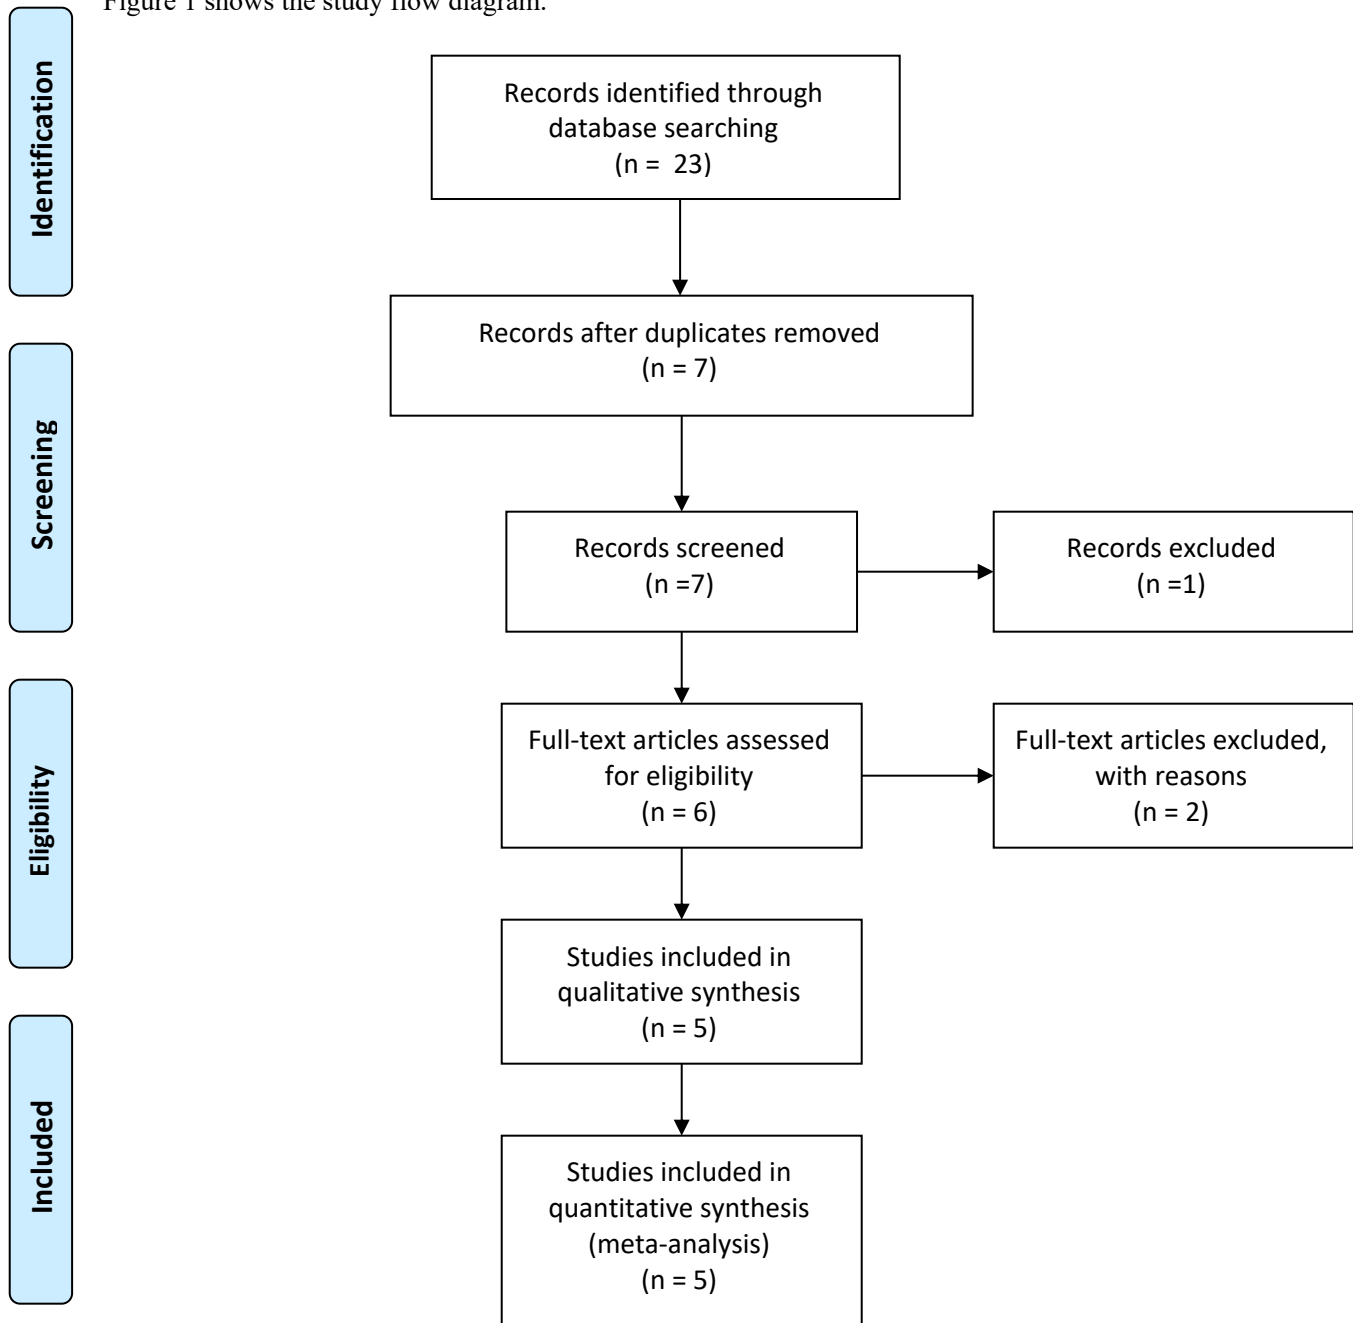 Figure 1 shows the study flow diagram.
Identification
Records identified through
database searching
(n =  23)
Records after duplicates removed
(n = 7)
Screening
Records screened
(n =7)
Records excluded
(n =1)
Eligibility
Full-text articles assessed
for eligibility
(n = 6)
Full-text articles excluded,
with reasons
(n = 2)
Studies included in
qualitative synthesis
(n = 5)
Included
Studies included in
quantitative synthesis
(meta-analysis)
(n = 5)